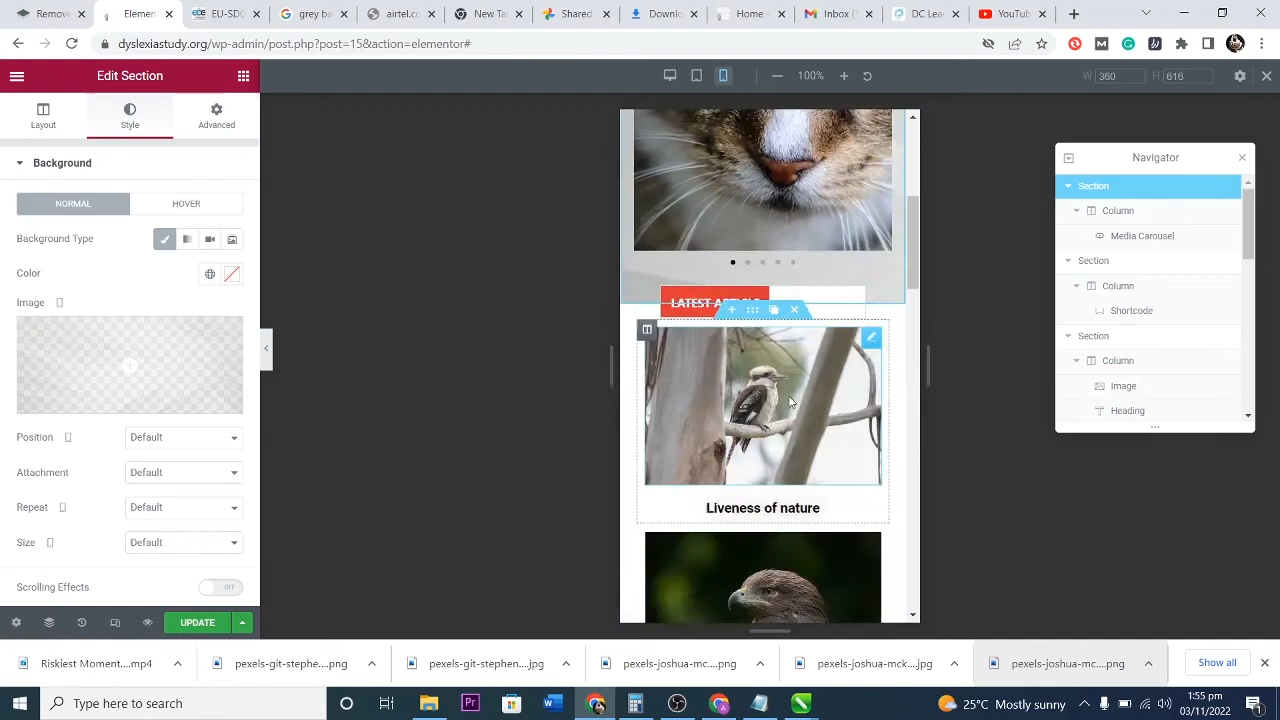 Elemen
EU-SDG
grey ba
airtel.cc
New Tal
Shared
Downlo
Home -
Inbox (1
DC Lea
YouTub
dyslexiastudy.org/wp-admin/post.php?post=15&action=elementor#
Edit Section
100%
W 360 H 616
Layout
Style
Advanced
Background
NORMAL
HOVER
Background Type
Color
Image
Position
Default
Attachment
Default
Repeat
Default
Size
Default
Scrolling Effects
OFF
UPDATE
Liveness of nature
Navigator
Section
Column
Media Carousel
Section
Column
Shortcode
Section
Column
Image
Heading
Riskiest Moment....mp4
pexels-git-stephe....png
pexels-git-stephen....jpg
pexels-joshua-mc....png
pexels-joshua-mck....jpg
pexels-joshua-mc....png
Show all
Type here to search
25°C Mostly sunny
1:55 pm
03/11/2022
1